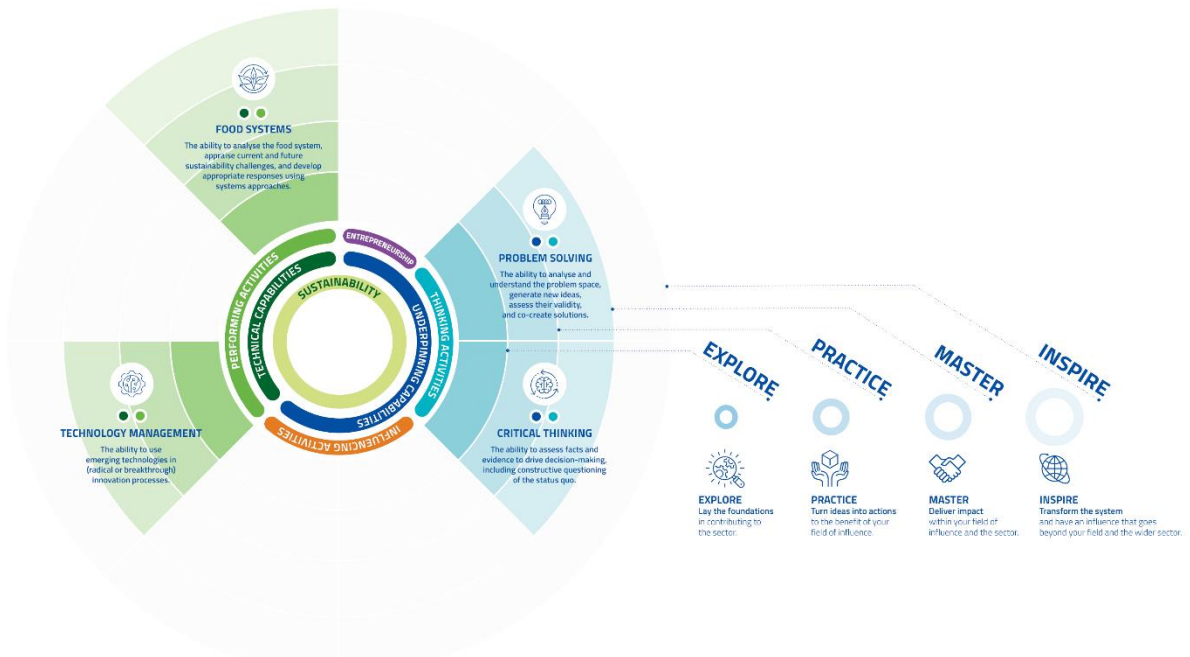 FOOD SYSTEMS
The ability to analyse the food system,
appraise current and future
sustainability challenges, and develop
appropriate responses using
systems approaches.
PROBLEM SOLVING
The ability to analyse and
understand the problem space,
generate new ideas,
assess their validity,
and co-create solutions.
ENTREPRENEURSHIP
PERFORMING ACTIVITIES
TECHNICAL CAPABILITIES
SUSTAINABILITY
UNDERPINNING CAPABILITIES
THINKING ACTIVITIES
INFLUENCING ACTIVITIES
TECHNOLOGY MANAGEMENT
The ability to use
emerging technologies in
(radical or breakthrough)
innovation processes.
CRITICAL THINKING
The ability to assess facts and
evidence to drive decision-making,
including constructive questioning
of the status quo.
EXPLORE
PRACTICE
MASTER
INSPIRE
EXPLORE
Lay the foundations
in contributing to
the sector.
PRACTICE
Turn ideas into actions
to the benefit of your
field of influence.
MASTER
Deliver impact
within your field of
influence and the sector.
INSPIRE
Transform the system
and have an influence that goes
beyond your field and the wider sector.